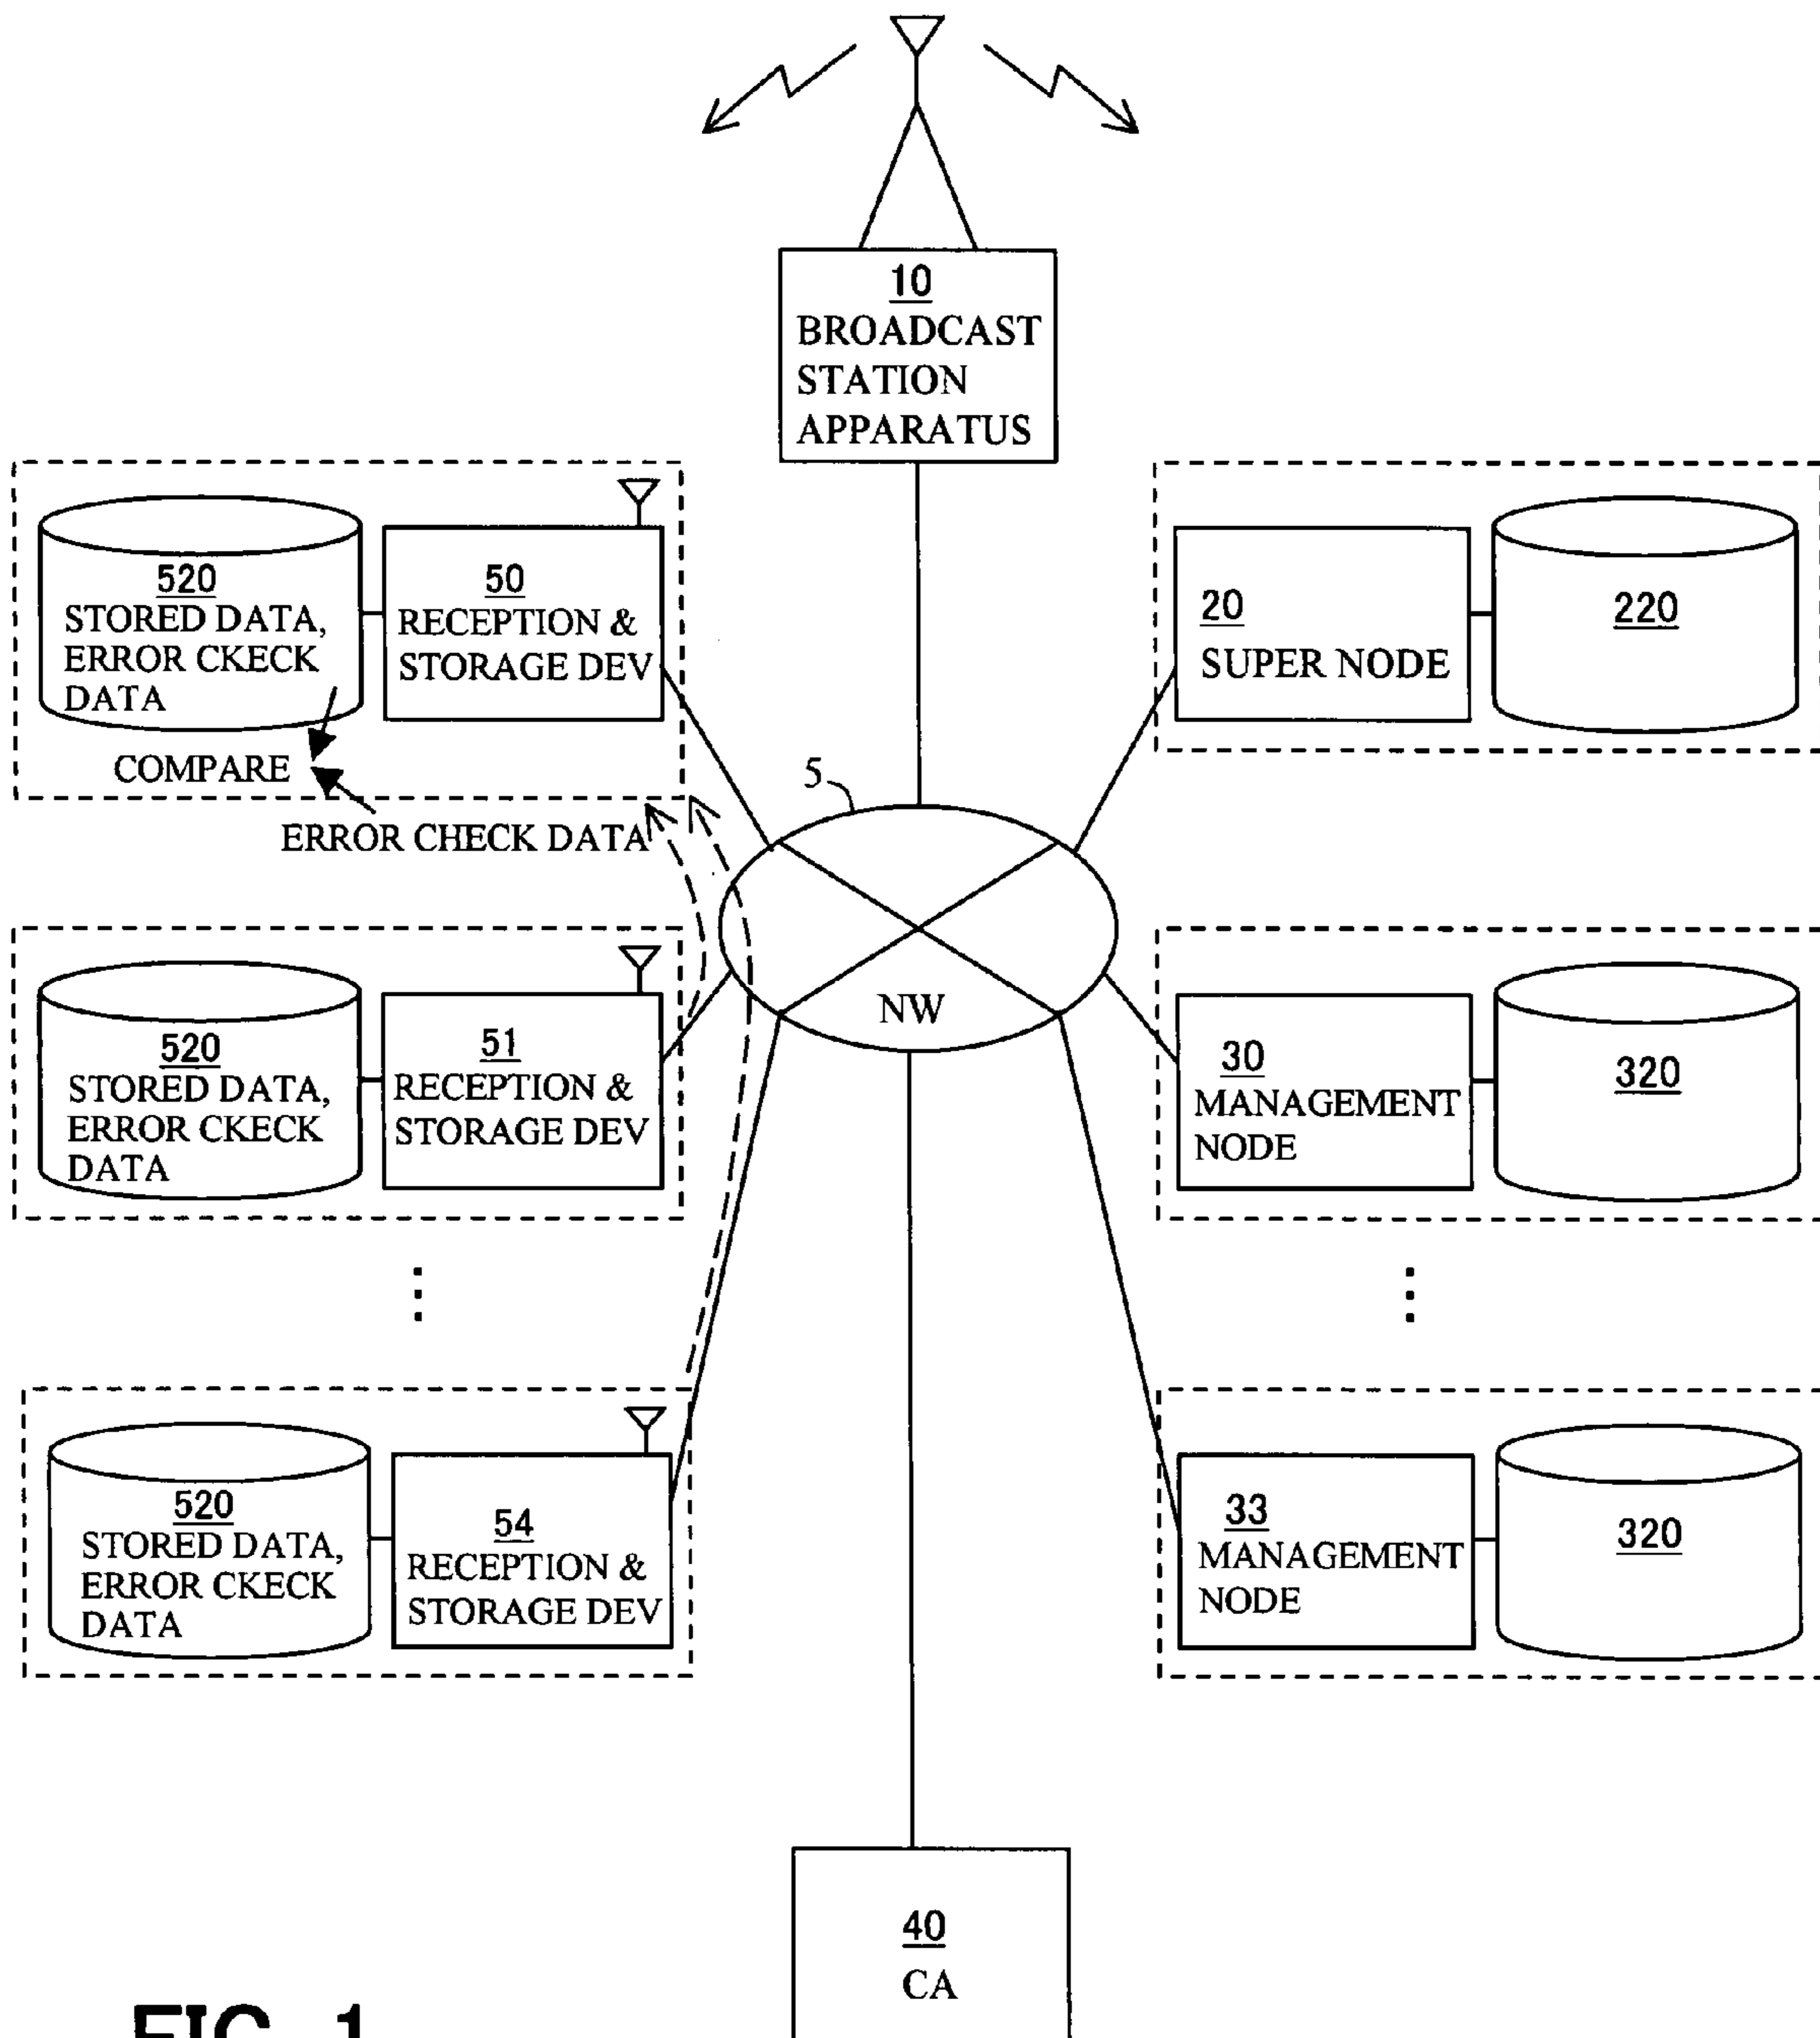 10
BROADCAST
STATION
APPARATUS
520
STORED DATA,
ERROR CKECK
DATA
50
RECEPTION &
STORAGE DEV
COMPARE
ERROR CHECK DATA
20
SUPER NODE
220
5
NW
520
STORED DATA,
ERROR CKECK
DATA
51
RECEPTION &
STORAGE DEV
30
MANAGEMENT
NODE
320
520
STORED DATA,
ERROR CKECK
DATA
54
RECEPTION &
STORAGE DEV
33
MANAGEMENT
NODE
320
40
CA
FIG. 1